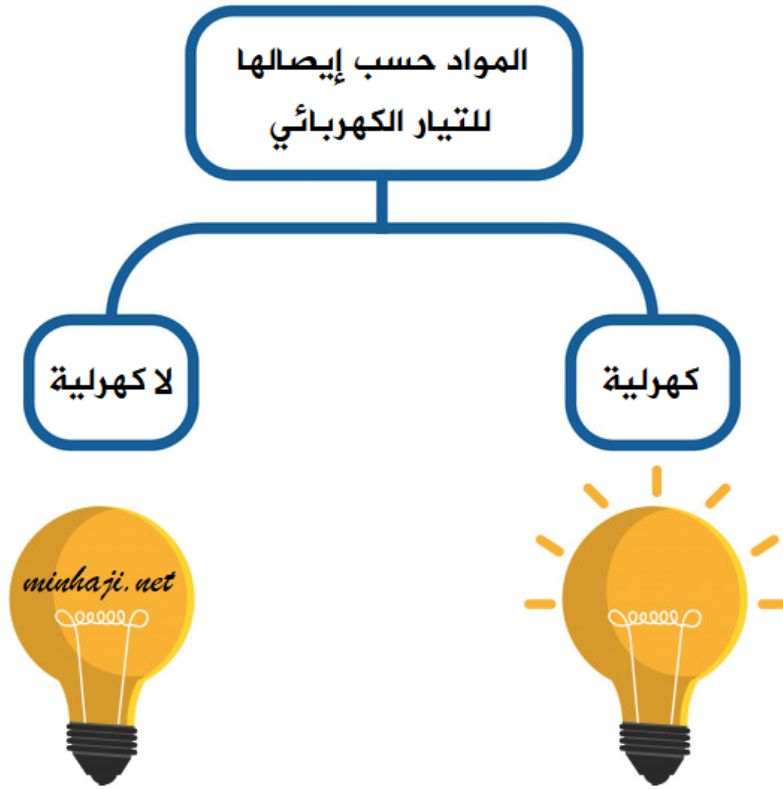 المواد حسب إيصالها
للتيار الكهربائي
كهرلية
لا كهرلية
minhaji.net